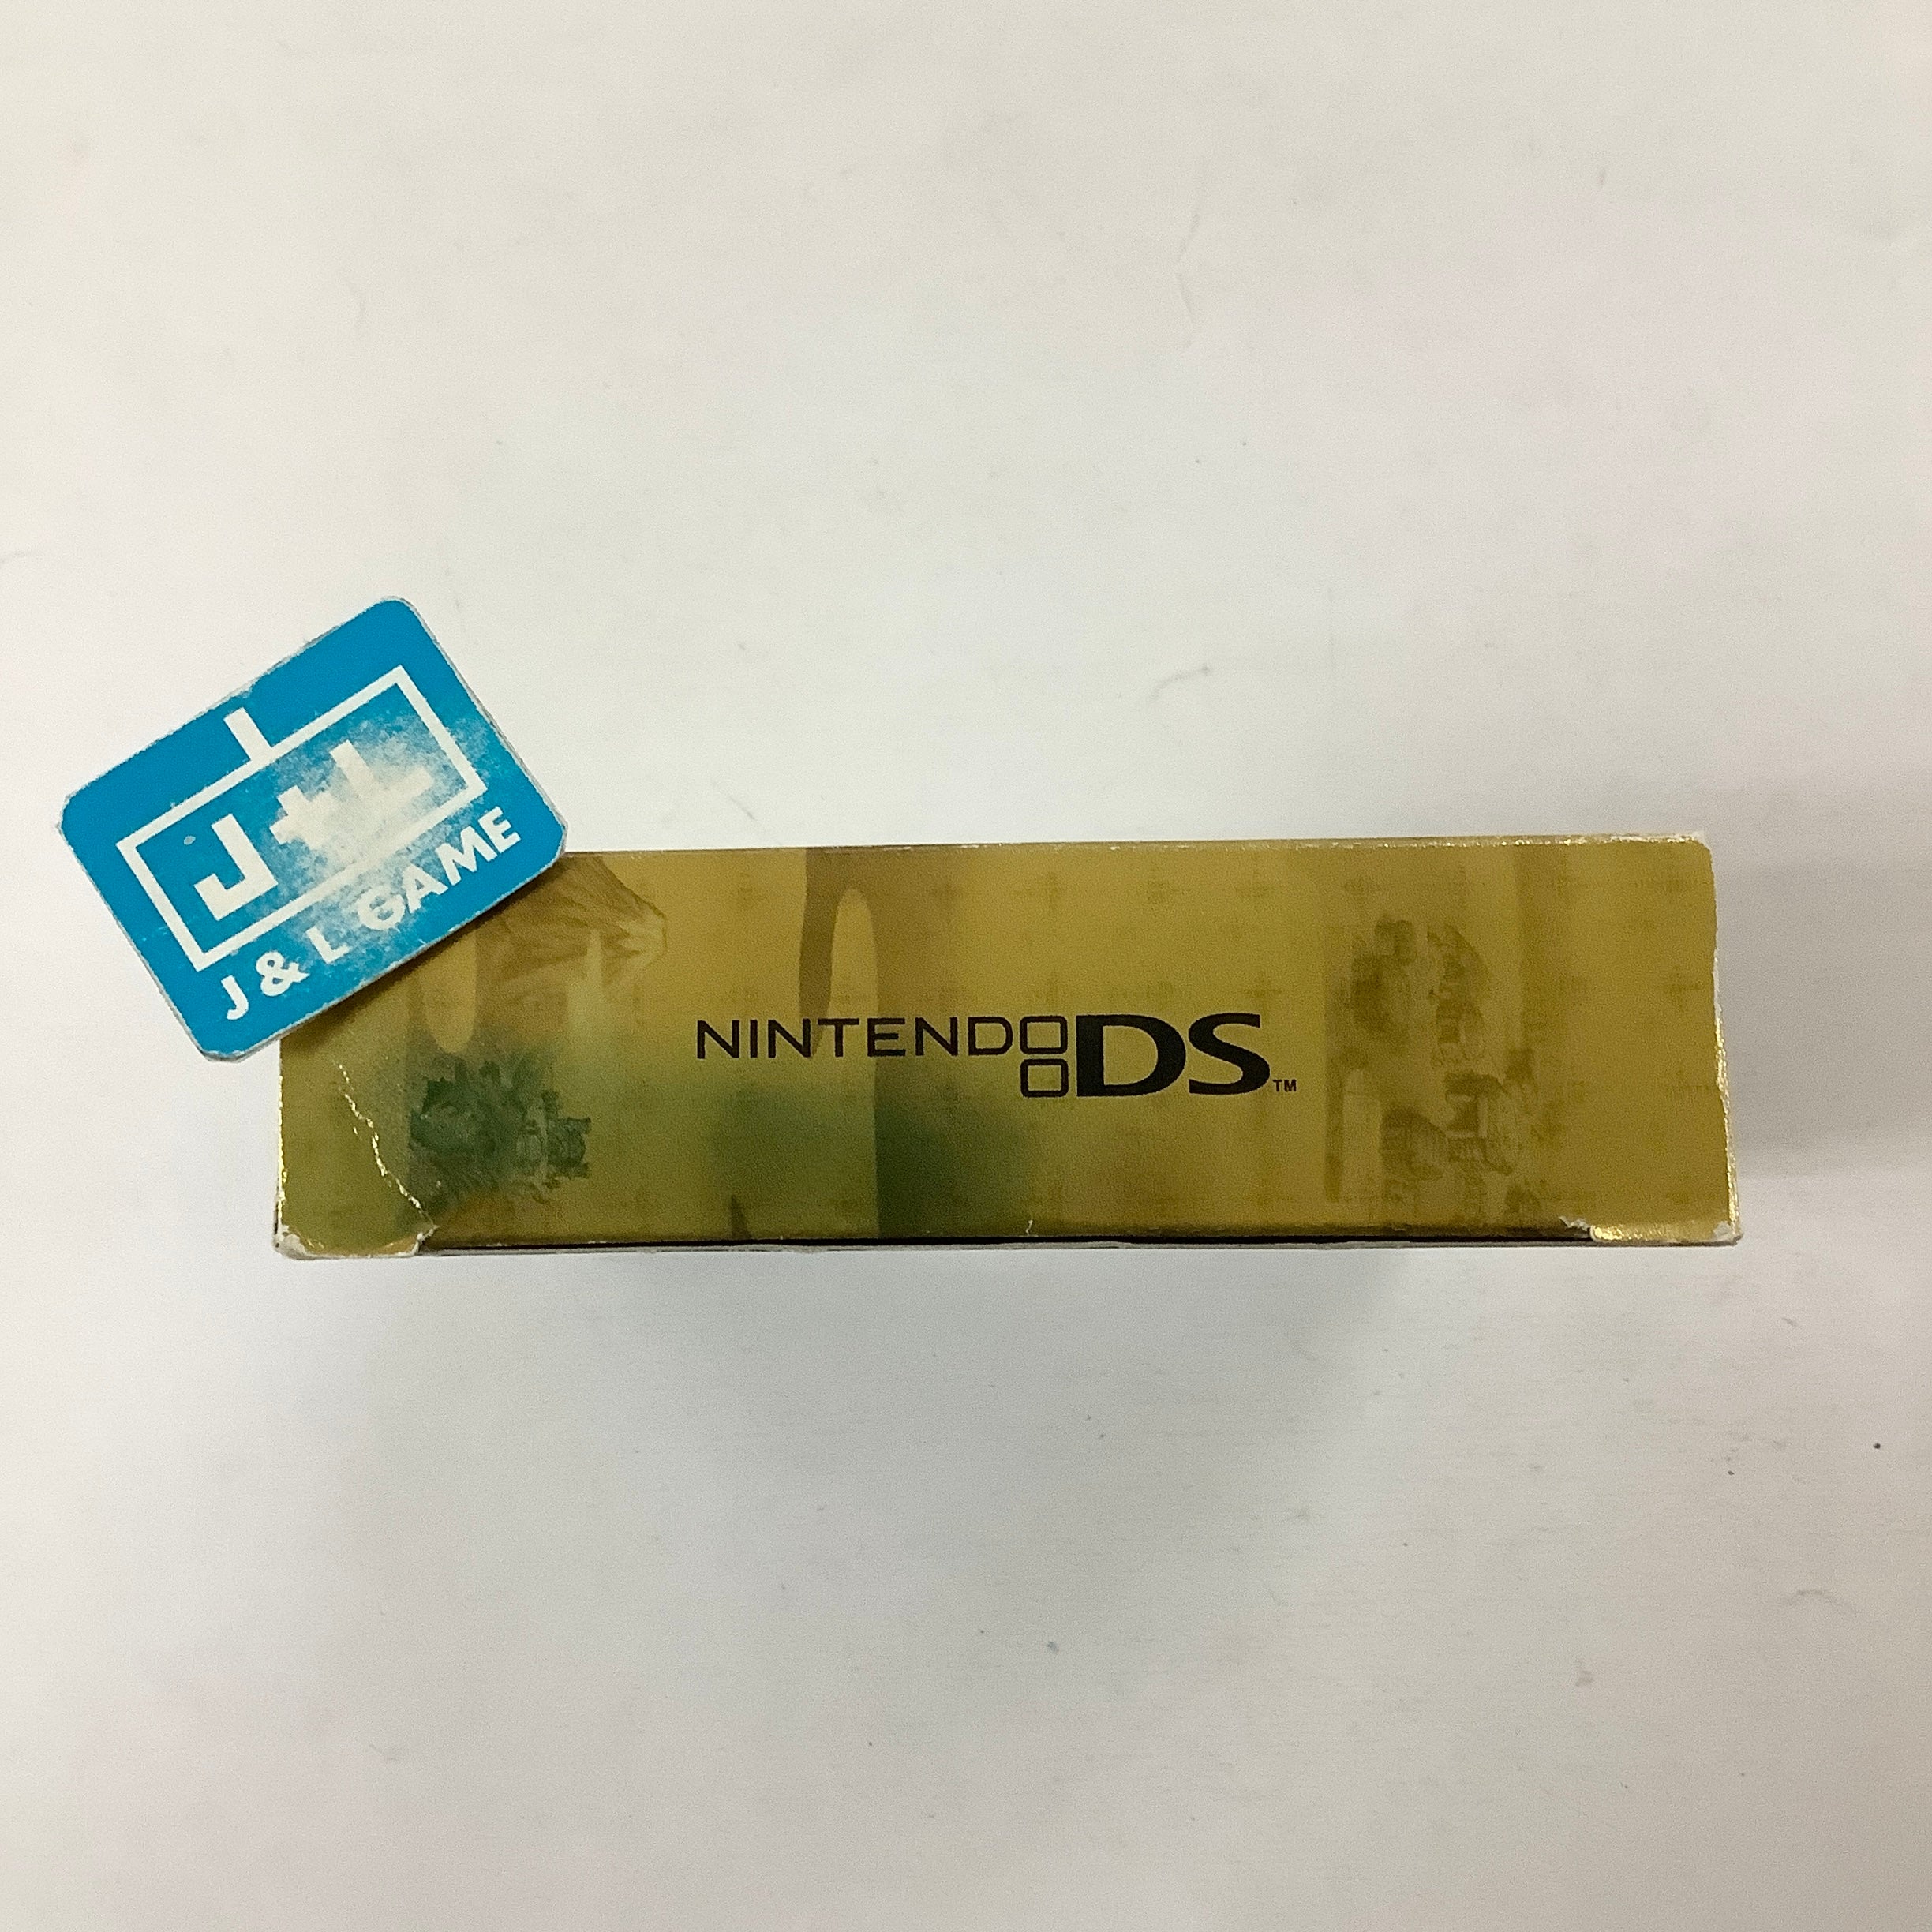 J+L
J & L GAME
NINTENDO DS™